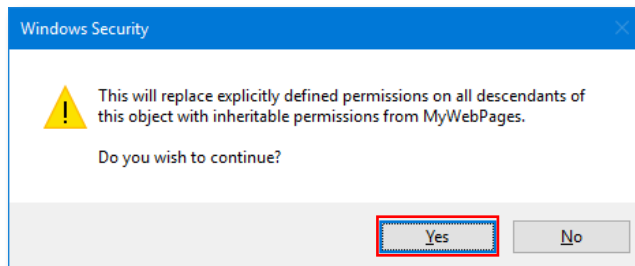 Windows Security
This will replace explicitly defined permissions on all descendants of
this object with inheritable permissions from MyWebPages.
Do you wish to continue?
Yes
No